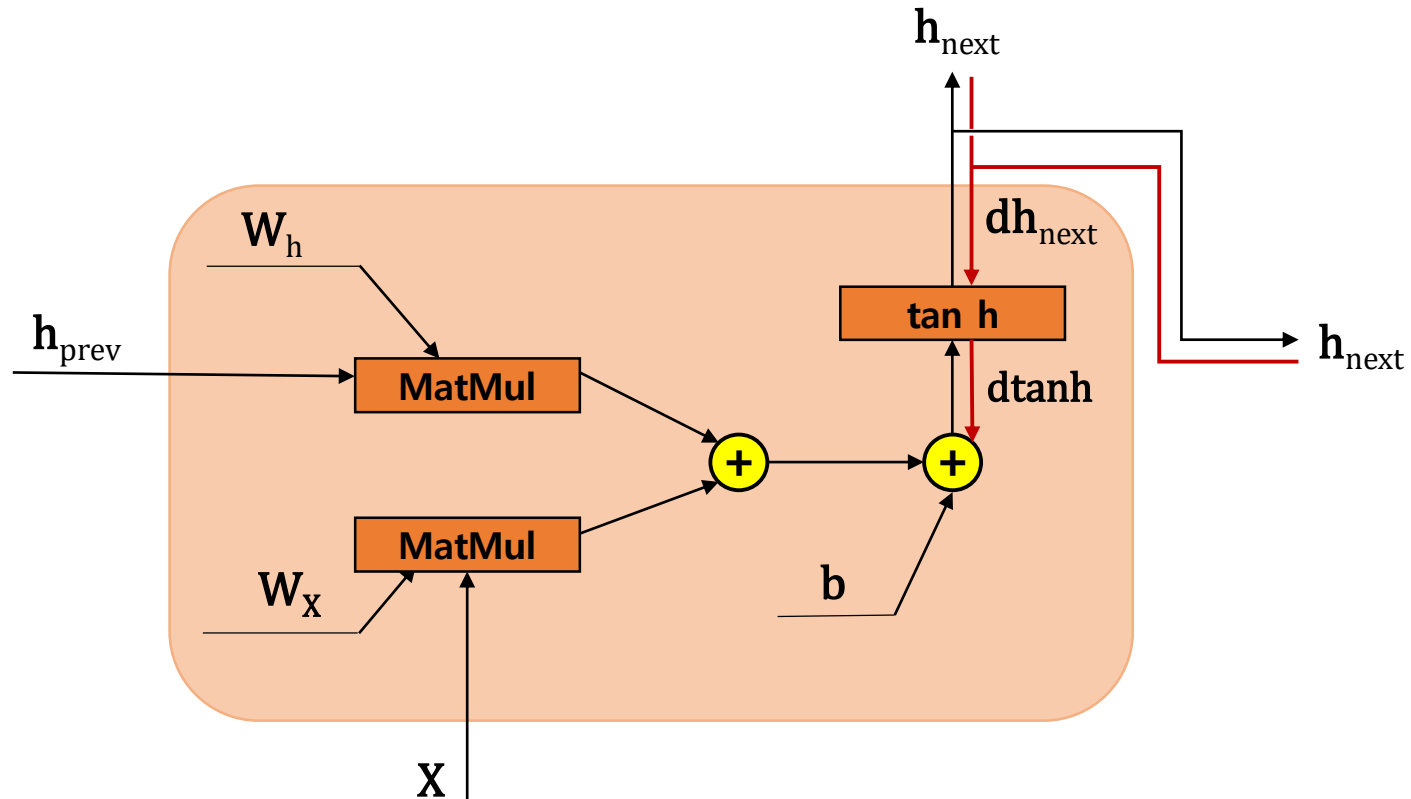 h_next
W_h
dh_next
tan h
h_prev
h_next
MatMul
dtanh
+
+
MatMul
W_X
b
X